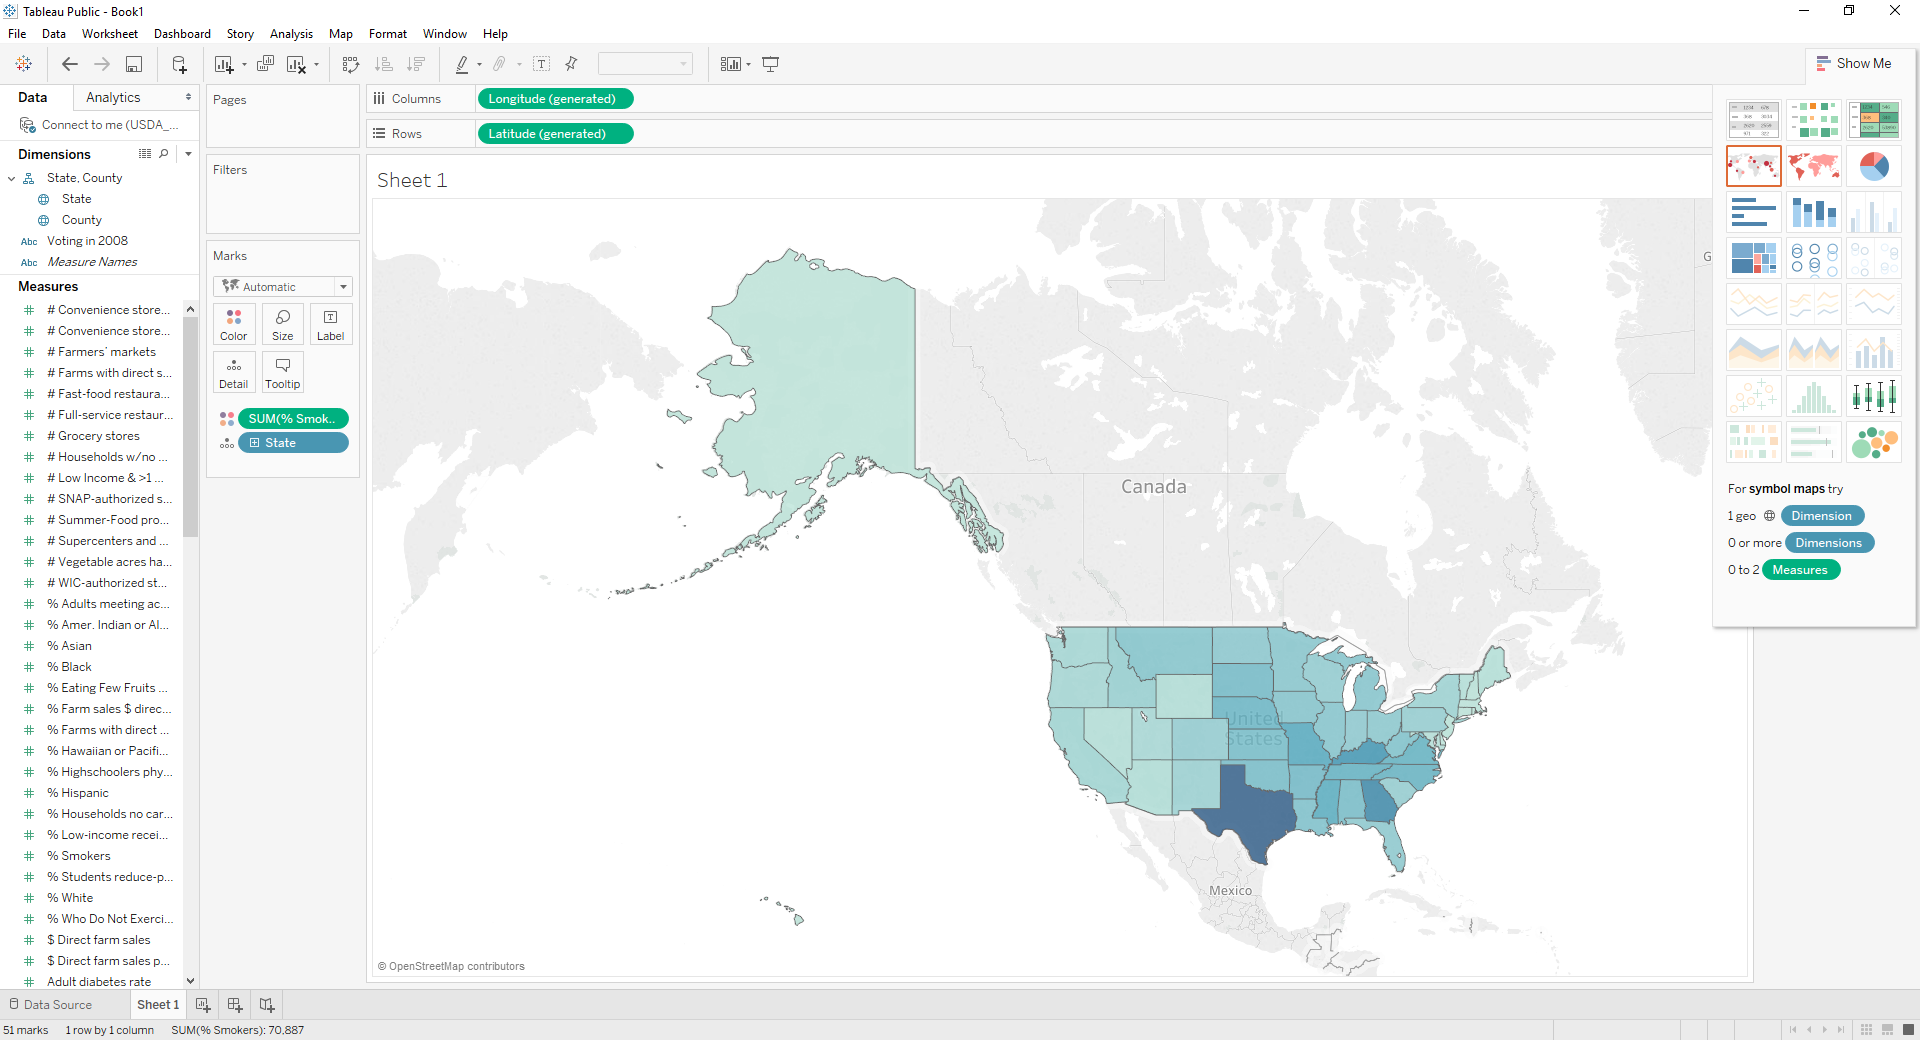 Tableau Public - Book1
File Data Worksheet Dashboard Story Analysis Map Format Window Help
Show Me
Data Analytics
Connect to me (USDA_...
Dimensions
State, County
State
County
Abc Voting in 2008
Abc Measure Names
Measures
# Convenience store...
# Convenience store...
# Farmers' markets
# Farms with direct s...
# Fast-food restaura...
# Full-service restaur...
# Grocery stores
# Households w/no ...
# Low Income & >1 ...
# SNAP-authorized s...
# Summer-Food pro...
# Supercenters and ...
# Vegetable acres ha...
# WIC-authorized st...
% Adults meeting ac...
% Amer. Indian or Al...
% Asian
% Black
% Eating Few Fruits ...
% Farm sales $ direc...
% Farms with direct ...
% Hawaiian or Pacifi...
% Highschoolers phy...
% Hispanic
% Households no car...
% Low-income recei...
% Smokers
% Students reduce-p...
% White
% Who Do Not Exerci...
$ Direct farm sales
$ Direct farm sales p...
Adult diabetes rate
Pages
Filters
Marks
Automatic
Color Size Label
Detail Tooltip
SUM(% Smok..
State
Columns Longitude (generated)
Rows Latitude (generated)
Sheet 1
G
Canada
United
States
Mexico
© OpenStreetMap contributors
For symbol maps try
1 geo Dimension
0 or more Dimensions
0 to 2 Measures
Data Source Sheet 1
51 marks 1 row by 1 column SUM(% Smokers): 70,887